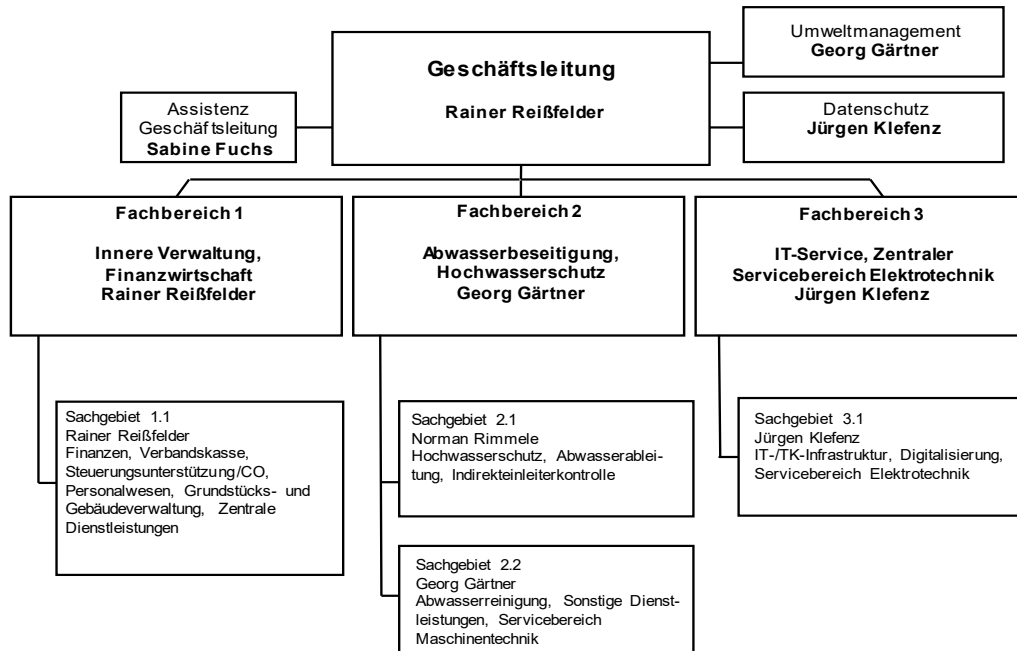 Umweltmanagement
Georg Gärtner
Geschäftsleitung
Rainer Reißfelder
Assistenz
Geschäftsleitung
Sabine Fuchs
Datenschutz
Jürgen Klefenz
Fachbereich 1
Innere Verwaltung,
Finanzwirtschaft
Rainer Reißfelder
Fachbereich 2
Abwasserbeseitigung,
Hochwasserschutz
Georg Gärtner
Fachbereich 3
IT-Service, Zentraler
Servicebereich Elektrotechnik
Jürgen Klefenz
Sachgebiet 1.1
Rainer Reißfelder
Finanzen, Verbandskasse,
Steuerungsunterstützung/CO,
Personalwesen, Grundstücks- und
Gebäudeverwaltung, Zentrale
Dienstleistungen
Sachgebiet 2.1
Norman Rimmele
Hochwasserschutz, Abwasserablei-
tung, Indirekteinleiterkontrolle
Sachgebiet 2.2
Georg Gärtner
Abwasserreinigung, Sonstige Dienst-
leistungen, Servicebereich
Maschinentechnik
Sachgebiet 3.1
Jürgen Klefenz
IT-/TK-Infrastruktur, Digitalisierung,
Servicebereich Elektrotechnik